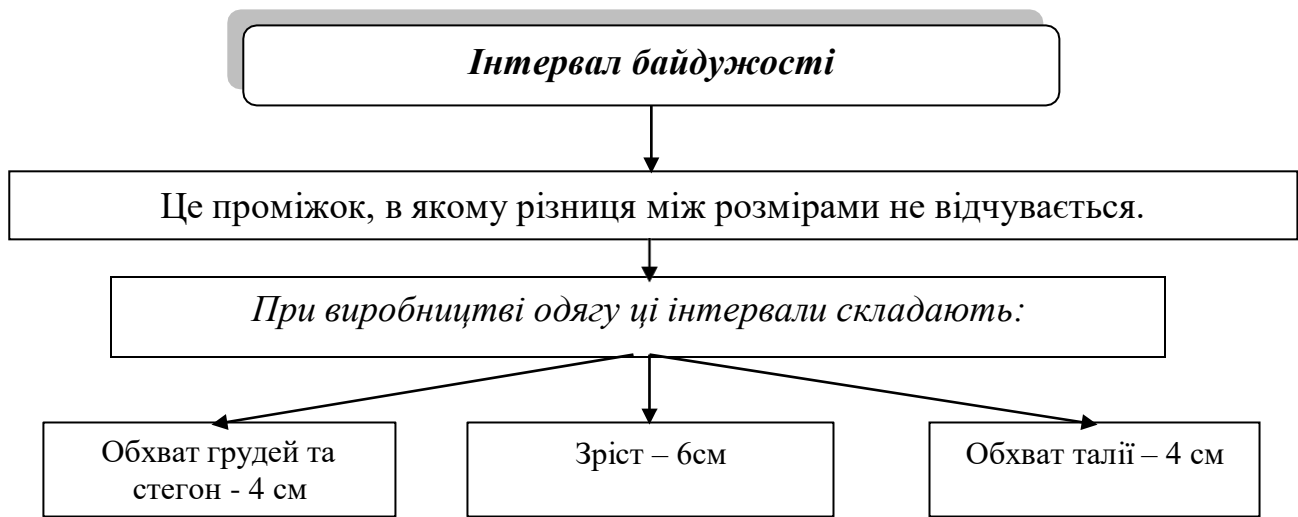 Інтервал байдужості
Це проміжок, в якому різниця між розмірами не відчувається.
При виробництві одягу ці інтервали складають:
Обхват грудей та
стегон - 4 см
Зріст – 6см
Обхват талії – 4 см